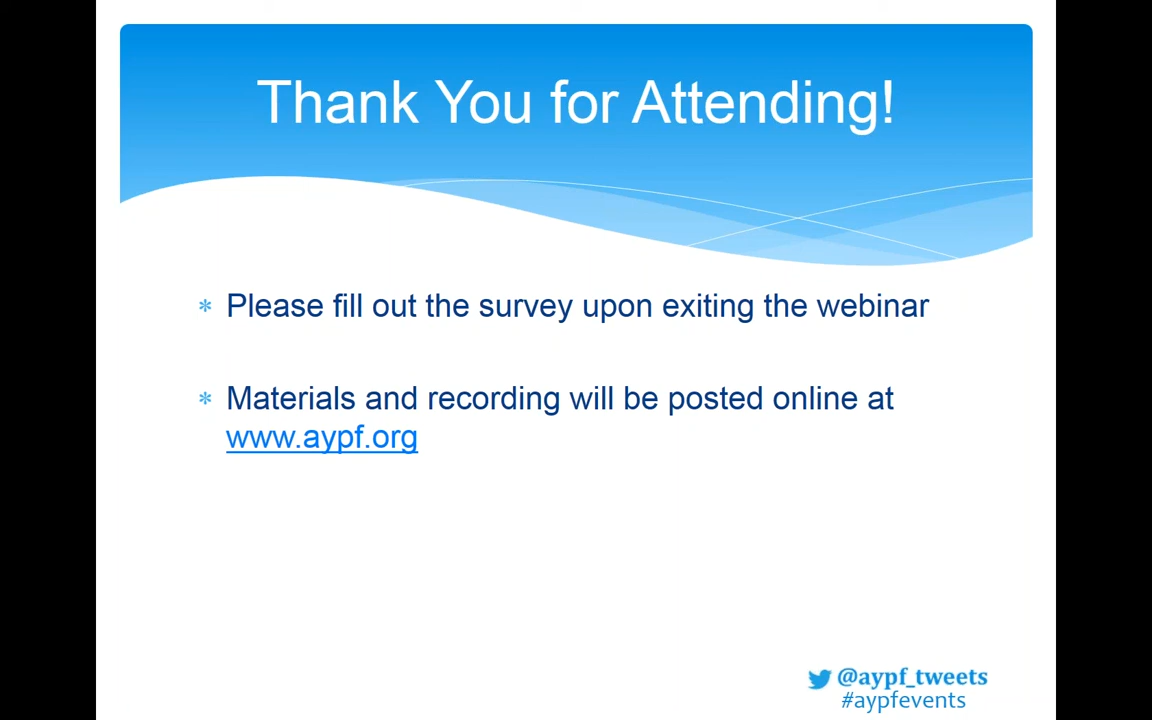 Thank You for Attending!
* Please fill out the survey upon exiting the webinar
* Materials and recording will be posted online at
www.aypf.org
@aypf_tweets
#aypfevents